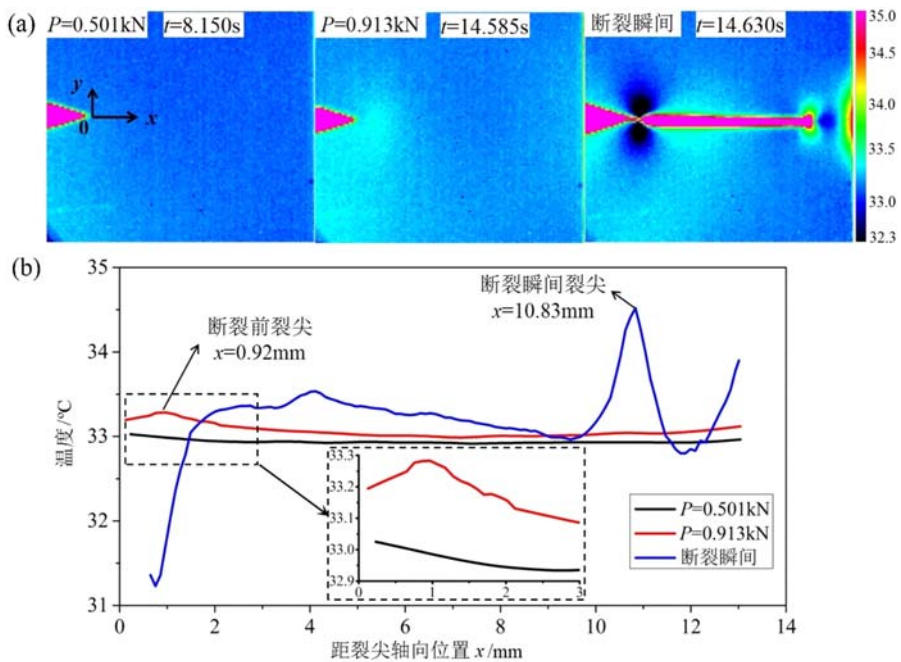 (a)
P=0.501kN
t=8.150s
P=0.913kN
t=14.585s
断裂瞬间
t=14.630s
y
0
x
35.0
34.0
33.5
33.0
32.3
(b)
35
34
33
32
31
温度/℃
断裂前裂尖
x=0.92mm
断裂瞬间裂尖
x=10.83mm
33.3
33.2
33.1
33.0
32.9
0 1 2 3
P=0.501kN
P=0.913kN
断裂瞬间
0 2 4 6 8 10 12 14
距裂尖轴向位置 x/mm